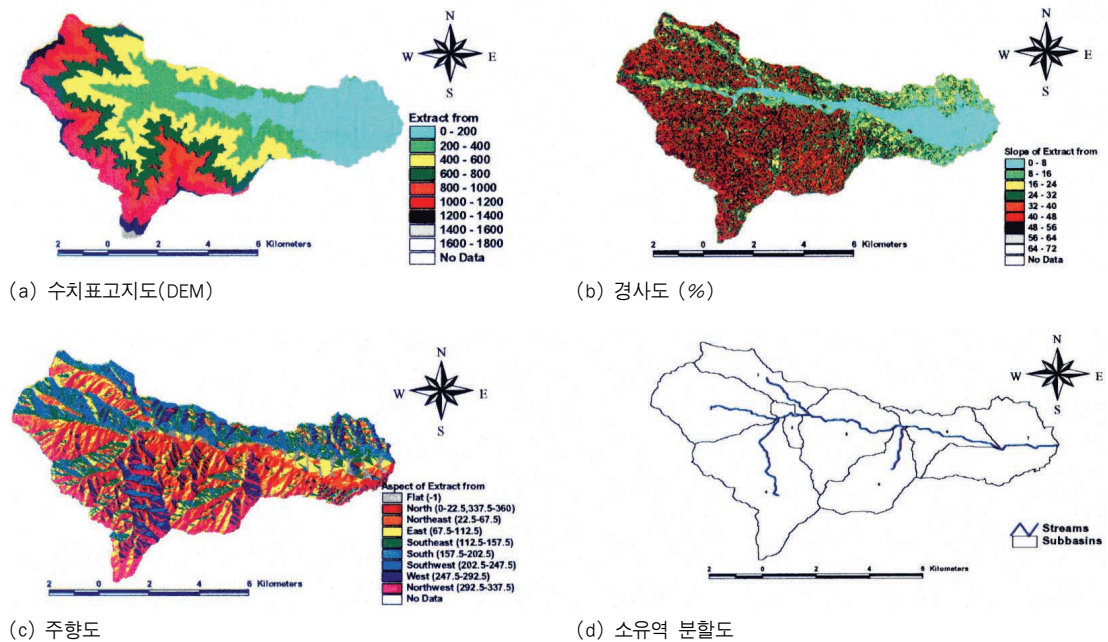 N
W E
S
Extract from
0 - 200
200 - 400
400 - 600
600 - 800
800 - 1000
1000 - 1200
1200 - 1400
1400 - 1600
1600 - 1800
No Data
2 0 2 4 6 Kilometers
(a) 수치표고지도(DEM)
N
W E
S
Slope of Extract from
0 - 8
8 - 16
16 - 24
24 - 32
32 - 40
40 - 48
48 - 56
56 - 64
64 - 72
No Data
2 0 2 4 6 Kilometers
(b) 경사도 (%)
N
W E
S
Aspect of Extract from
Flat (-1)
North (0-22.5,337.5-360)
Northeast (22.5-67.5)
East (67.5-112.5)
Southeast (112.5-157.5)
South (157.5-202.5)
Southwest (202.5-247.5)
West (247.5-292.5)
Northwest (292.5-337.5)
No Data
2 0 2 4 6 Kilometers
(c) 주향도
N
W E
S
Streams
Subbasins
2 0 2 4 6 Kilometers
(d) 소유역 분할도